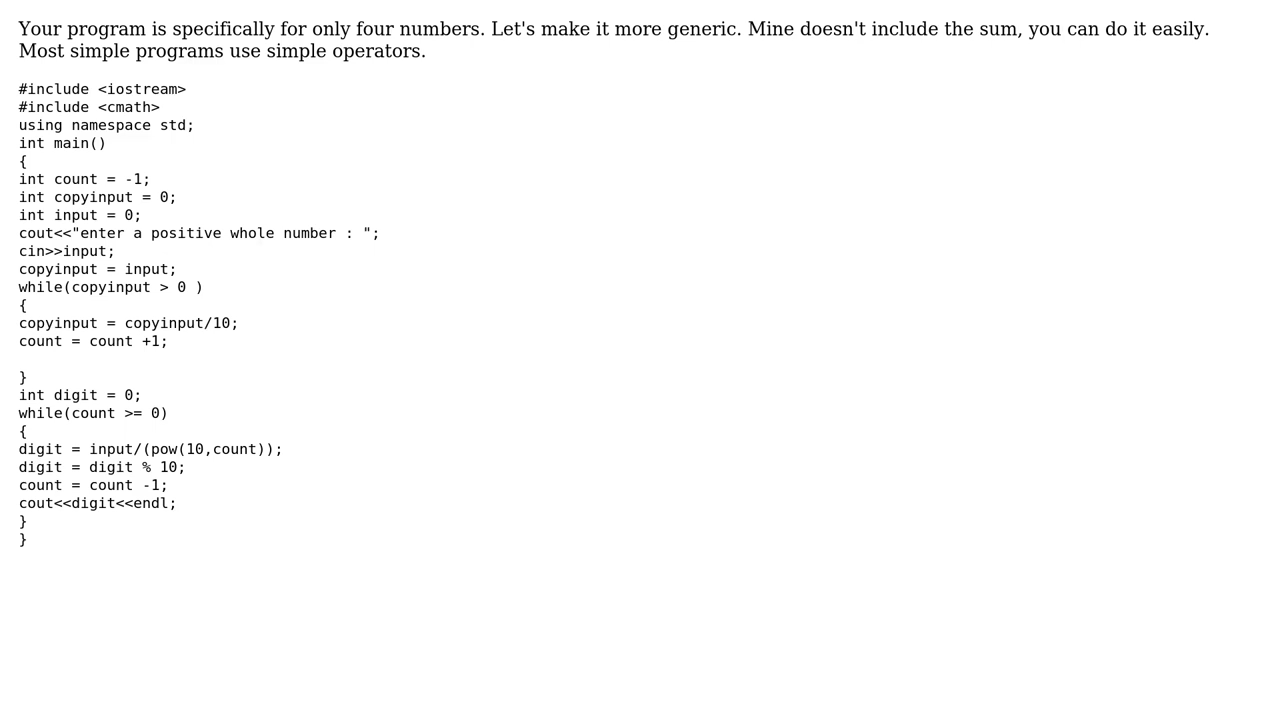 Your program is specifically for only four numbers. Let's make it more generic. Mine doesn't include the sum, you can do it easily.
Most simple programs use simple operators.
#include <iostream>
#include <cmath>
using namespace std;
int main()
{
int count = -1;
int copyinput = 0;
int input = 0;
cout<<"enter a positive whole number : ";
cin>>input;
copyinput = input;
while(copyinput > 0 )
{
copyinput = copyinput/10;
count = count +1;

}
int digit = 0;
while(count >= 0)
{
digit = input/(pow(10,count));
digit = digit % 10;
count = count -1;
cout<<digit<<endl;
}
}